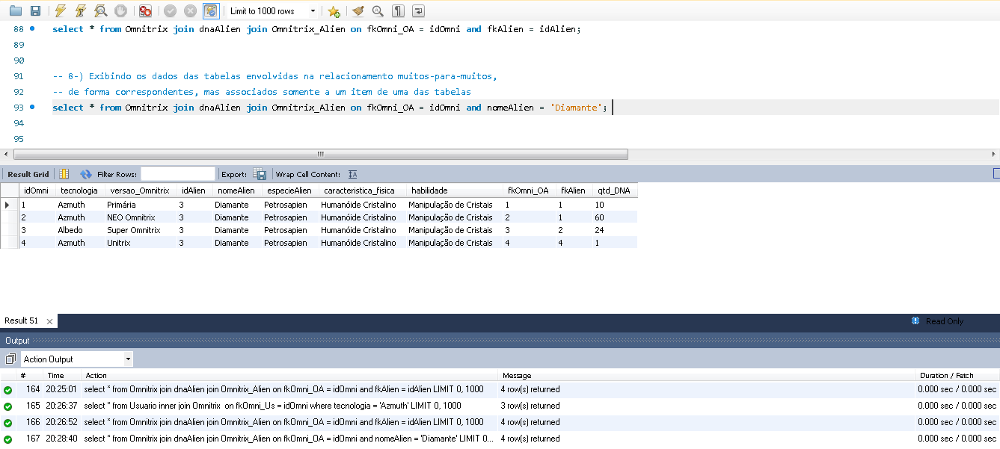 Limit to 1000 rows
88 select * from Omnitrix join dnaAlien join Omnitrix_Alien on fkOmni_OA = idOmni and fkAlien = idAlien;
89
90
91 -- 8-) Exibindo os dados das tabelas envolvidas na relacionamento muitos-para-muitos,
92 -- de forma correspondentes, mas associados somente a um item de uma das tabelas
93 select * from Omnitrix join dnaAlien join Omnitrix_Alien on fkOmni_OA = idOmni and nomeAlien = 'Diamante';
94
95
Result Grid Filter Rows: Export: Wrap Cell Content:
idOmni tecnologia versao_Omnitrix idAlien nomeAlien especieAlien caracteristica_fisica habilidade fkOmni_OA fkAlien qtd_DNA
1 Azmuth Primária 3 Diamante Petrosapien Humanóide Cristalino Manipulação de Cristais 1 1 10
2 Azmuth NEO Omnitrix 3 Diamante Petrosapien Humanóide Cristalino Manipulação de Cristais 2 1 60
3 Albedo Super Omnitrix 3 Diamante Petrosapien Humanóide Cristalino Manipulação de Cristais 3 2 24
4 Azmuth Unitrix 3 Diamante Petrosapien Humanóide Cristalino Manipulação de Cristais 4 4 1
Result 51 Read Only
Output
Action Output
# Time Action Message Duration / Fetch
164 20:25:01 select * from Omnitrix join dnaAlien join Omnitrix_Alien on fkOmni_OA = idOmni and fkAlien = idAlien LIMIT 0, 1000 4 row(s) returned 0.000 sec / 0.000 sec
165 20:26:37 select * from Usuario inner join Omnitrix on fkOmni_Us = idOmni where tecnologia = 'Azmuth' LIMIT 0, 1000 3 row(s) returned 0.000 sec / 0.000 sec
166 20:26:52 select * from Omnitrix join dnaAlien join Omnitrix_Alien on fkOmni_OA = idOmni and fkAlien = idAlien LIMIT 0, 1000 4 row(s) returned 0.000 sec / 0.000 sec
167 20:28:40 select * from Omnitrix join dnaAlien join Omnitrix_Alien on fkOmni_OA = idOmni and nomeAlien = 'Diamante' LIMIT 0... 4 row(s) returned 0.000 sec / 0.000 sec